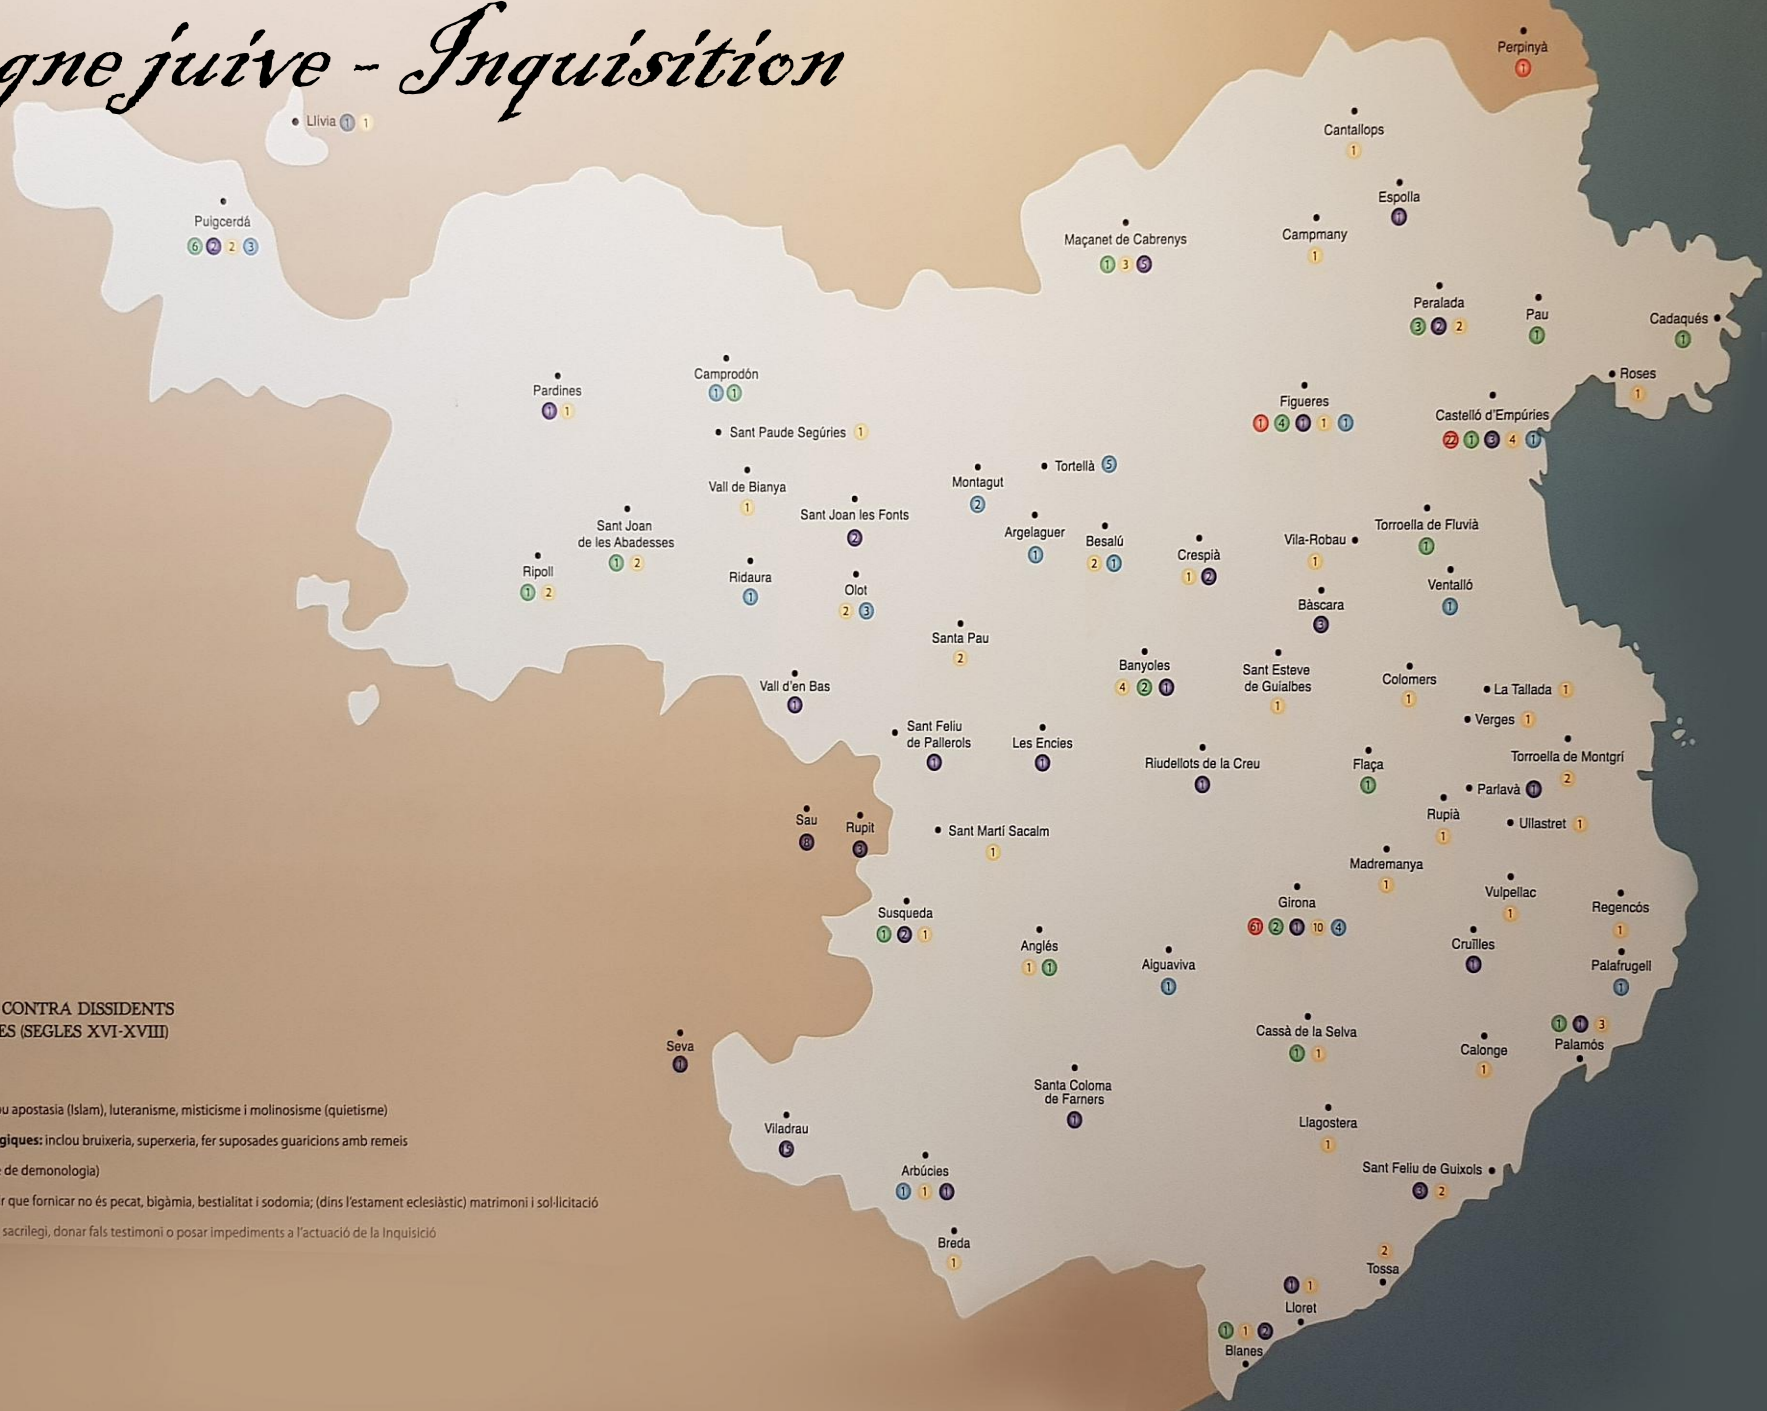 gne juive - Inquisition
Perpinyà
1
Llívia 1 1
Cantallops
1
Espolla
1
Puigcerdá
6 2 2 3
Campmany
1
Maçanet de Cabrenys
1 3 5
Peralada
3 2 2
Pau
1
Cadaqués
1
Roses
1
Camprodón
1 1
Pardines
1 1
Figueres
1 4 1 1 1
Castelló d'Empúries
22 1 3 4 1
Sant Paude Segúries 1
Tortellà 5
Montagut
2
Vall de Bianya
1
Sant Joan les Fonts
2
Sant Joan
de les Abadesses
1 2
Argelaguer
1
Besalú
2 1
Crespià
1 2
Vila-Robau
1
Torroella de Fluvià
1
Ripoll
1 2
Ridaura
1
Olot
2 3
Ventalló
1
Bàscara
3
Santa Pau
2
Banyoles
4 2 1
Sant Esteve
de Guialbes
1
Colomers
1
Vall d'en Bas
1
La Tallada 1
Verges 1
Sant Feliu
de Pallerols
1
Les Encies
1
Riudellots de la Creu
1
Flaçà
1
Torroella de Montgrí
2
Parlavà 1
Rupià
1
Ullastret 1
Sau
8
Rupit
3
Sant Martí Sacalm
1
Madremanya
1
Vulpellac
1
Regencós
1
Girona
61 2 1 10 4
Susqueda
1 2 1
Anglés
1 1
Aiguaviva
1
Cruïlles
1
Palafrugell
1
CONTRA DISSIDENTS
ES (SEGLES XVI-XVIII)
1 1 3
Palamós
Cassà de la Selva
1 1
Calonge
1
Seva
1
Santa Coloma
de Farners
1
u apostasia (Islam), luteranisme, misticisme i molinosisme (quietisme)
Llagostera
1
Viladrau
15
giques: inclou bruixeria, superxeria, fer suposades guaricions amb remeis
Sant Feliu de Guixols
3 2
Arbúcies
1 1 1
de demonologia)
r que fornicar no és pecat, bigàmia, bestialitat i sodomia; (dins l'estament eclesiàstic) matrimoni i sol·licitació
sacrilegi, donar fals testimoni o posar impediments a l'actuació de la Inquisició
Breda
1
2
Tossa
1 1
Lloret
1 1 2
Blanes